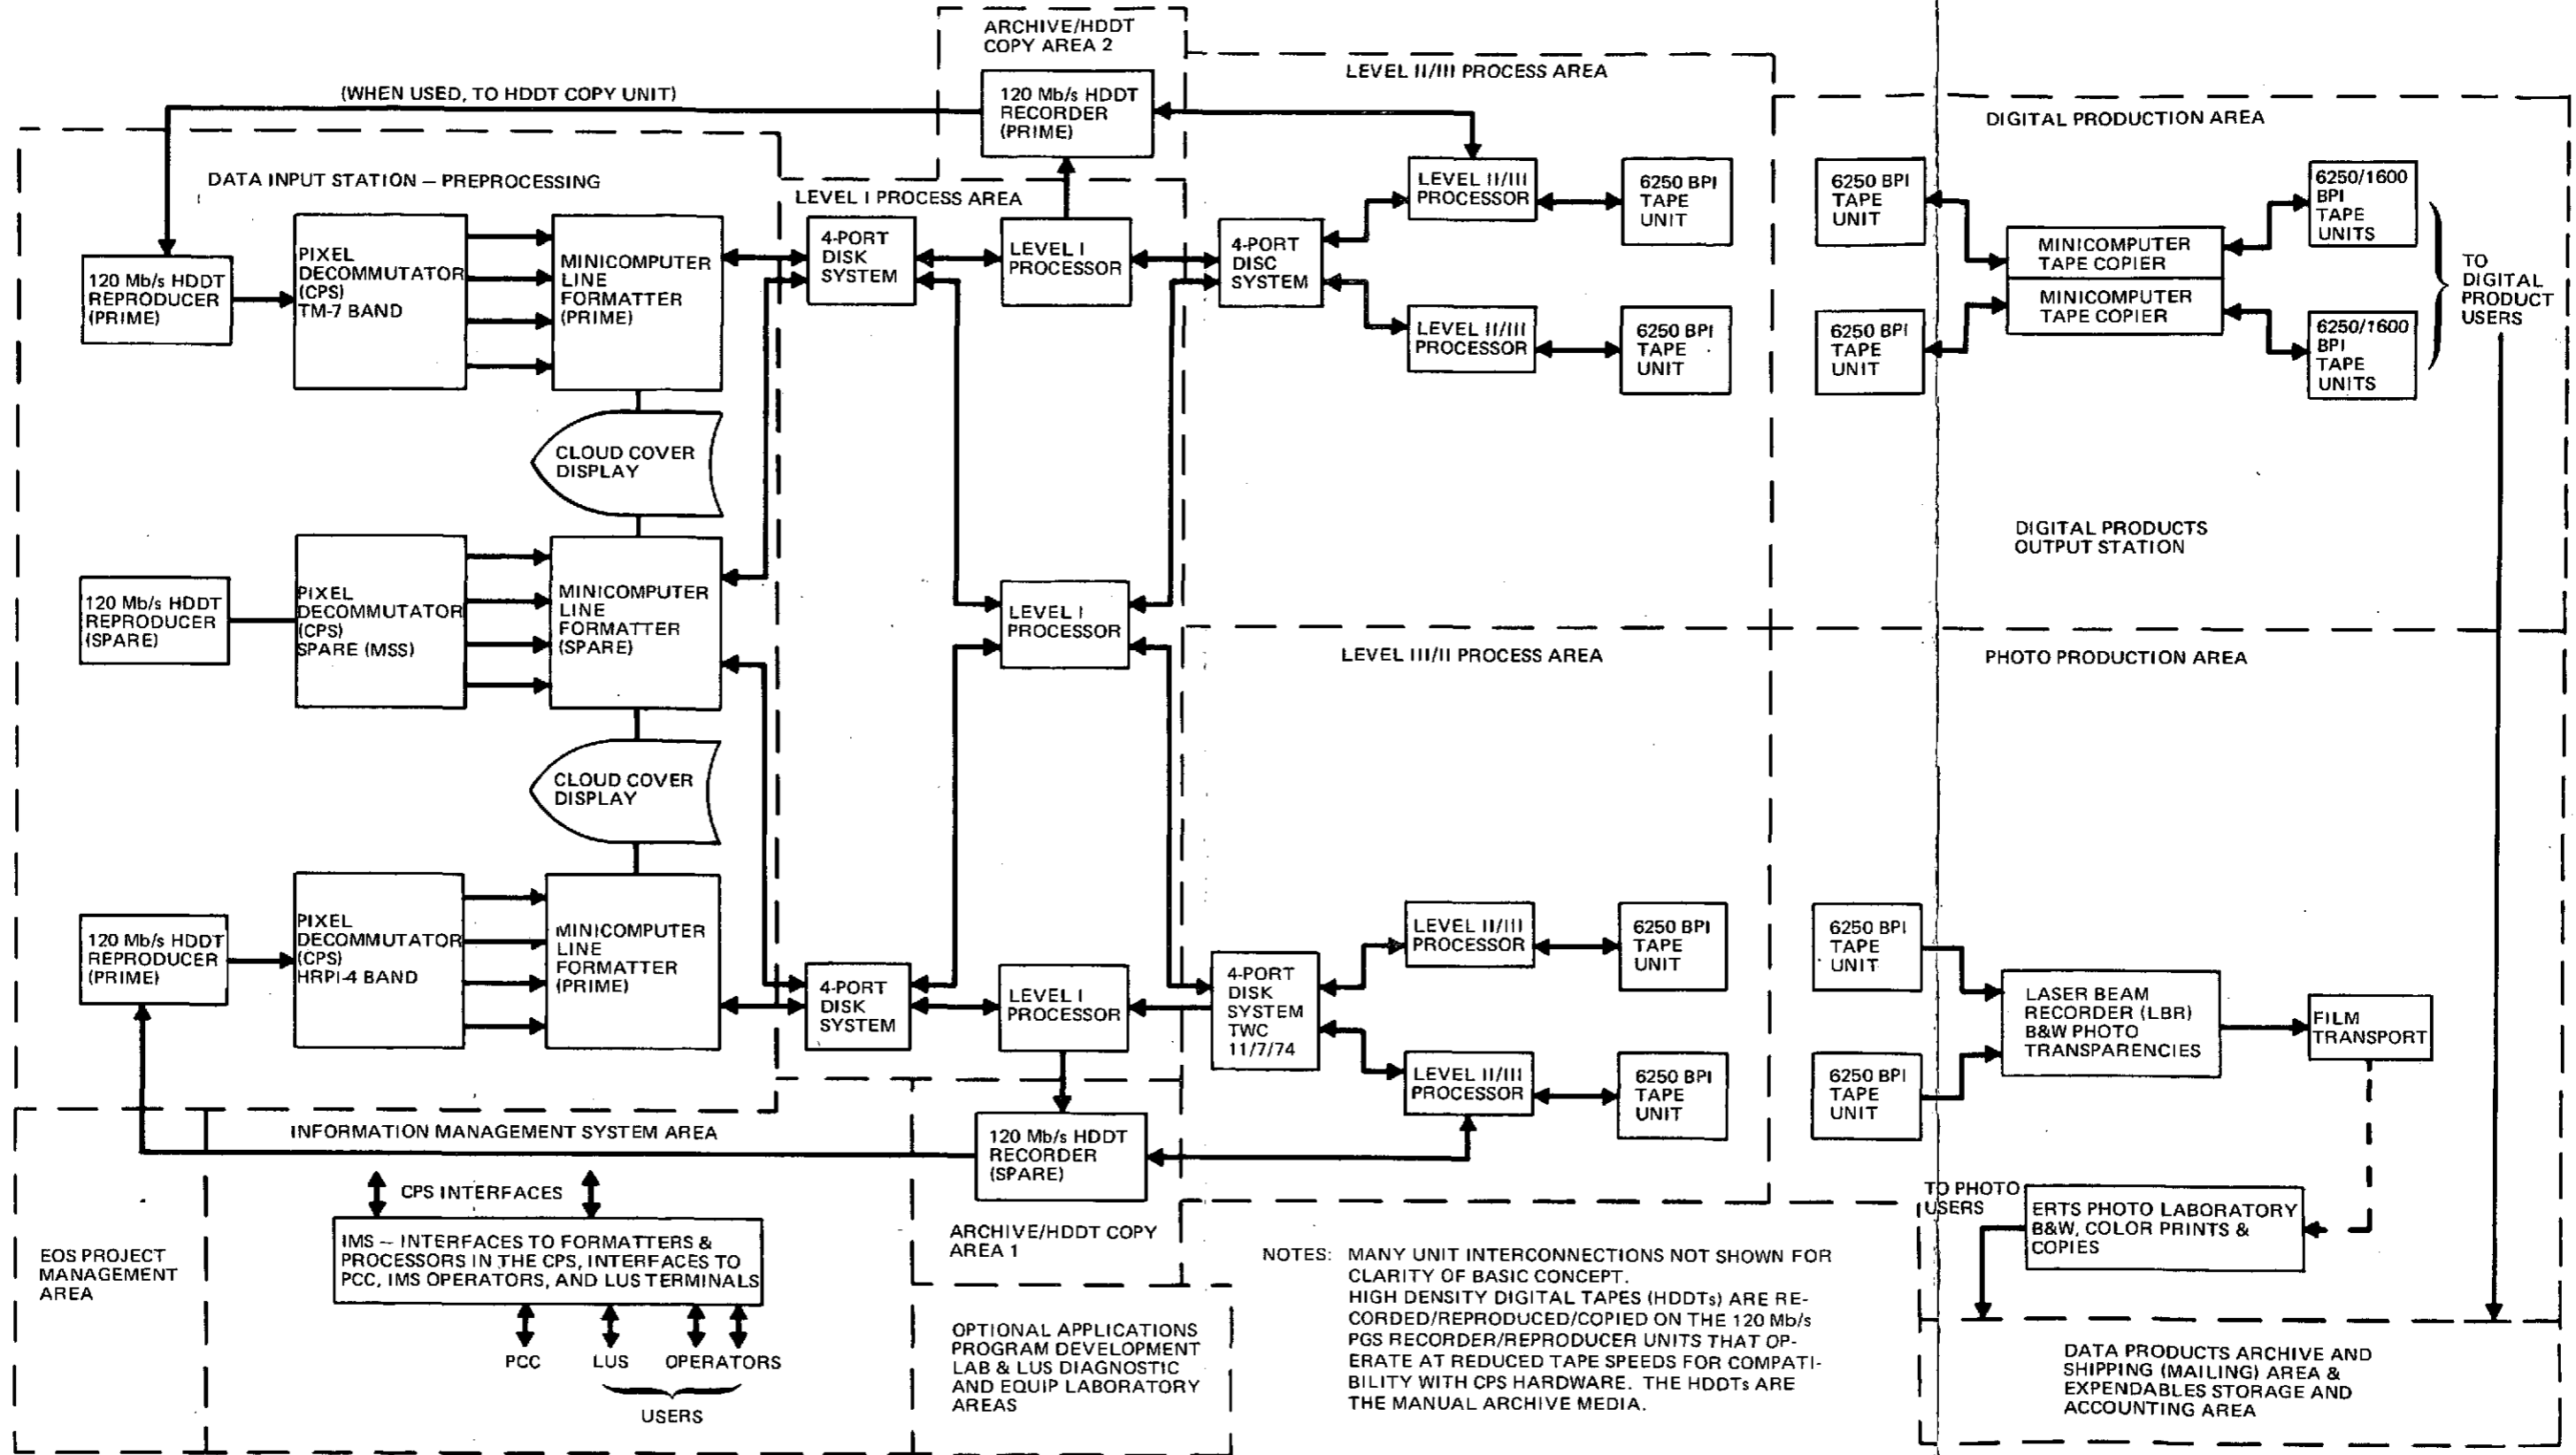 ARCHIVE/HDDT
COPY AREA 2
120 Mb/s HDDT
RECORDER
(PRIME)
(WHEN USED, TO HDDT COPY UNIT)
DATA INPUT STATION — PREPROCESSING
120 Mb/s HDDT
REPRODUCER
(PRIME)
PIXEL
DECOMMUTATOR
(CPS)
TM-7 BAND
MINICOMPUTER
LINE
FORMATTER
(PRIME)
CLOUD COVER
DISPLAY
120 Mb/s HDDT
REPRODUCER
(SPARE)
PIXEL
DECOMMUTATOR
(CPS)
SPARE (MSS)
MINICOMPUTER
LINE
FORMATTER
(SPARE)
CLOUD COVER
DISPLAY
120 Mb/s HDDT
REPRODUCER
(PRIME)
PIXEL
DECOMMUTATOR
(CPS)
HRPI-4 BAND
MINICOMPUTER
LINE
FORMATTER
(PRIME)
LEVEL I PROCESS AREA
4-PORT
DISK
SYSTEM
LEVEL I
PROCESSOR
LEVEL I
PROCESSOR
4-PORT
DISK
SYSTEM
LEVEL I
PROCESSOR
LEVEL II/III PROCESS AREA
4-PORT
DISC
SYSTEM
LEVEL II/III
PROCESSOR
6250 BPI
TAPE
UNIT
LEVEL II/III
PROCESSOR
6250 BPI
TAPE
UNIT
LEVEL III/II PROCESS AREA
4-PORT
DISK
SYSTEM
TWC
11/7/74
LEVEL II/III
PROCESSOR
6250 BPI
TAPE
UNIT
LEVEL II/III
PROCESSOR
6250 BPI
TAPE
UNIT
DIGITAL PRODUCTION AREA
6250 BPI
TAPE
UNIT
6250 BPI
TAPE
UNIT
MINICOMPUTER
TAPE COPIER
MINICOMPUTER
TAPE COPIER
6250/1600
BPI
TAPE
UNITS
6250/1600
BPI
TAPE
UNITS
TO
DIGITAL
PRODUCT
USERS
DIGITAL PRODUCTS
OUTPUT STATION
PHOTO PRODUCTION AREA
6250 BPI
TAPE
UNIT
6250 BPI
TAPE
UNIT
LASER BEAM
RECORDER (LBR)
B&W PHOTO
TRANSPARENCIES
FILM
TRANSPORT
TO PHOTO
USERS
ERTS PHOTO LABORATORY
B&W, COLOR PRINTS &
COPIES
DATA PRODUCTS ARCHIVE AND
SHIPPING (MAILING) AREA &
EXPENDABLES STORAGE AND
ACCOUNTING AREA
EOS PROJECT
MANAGEMENT
AREA
INFORMATION MANAGEMENT SYSTEM AREA
CPS INTERFACES
IMS — INTERFACES TO FORMATTERS &
PROCESSORS IN THE CPS, INTERFACES TO
PCC, IMS OPERATORS, AND LUS TERMINALS
PCC
LUS
OPERATORS
USERS
120 Mb/s HDDT
RECORDER
(SPARE)
ARCHIVE/HDDT COPY
AREA 1
OPTIONAL APPLICATIONS
PROGRAM DEVELOPMENT
LAB & LUS DIAGNOSTIC
AND EQUIP LABORATORY
AREAS
NOTES: MANY UNIT INTERCONNECTIONS NOT SHOWN FOR
CLARITY OF BASIC CONCEPT.
HIGH DENSITY DIGITAL TAPES (HDDTs) ARE RE-
CORDED/REPRODUCED/COPIED ON THE 120 Mb/s
PGS RECORDER/REPRODUCER UNITS THAT OP-
ERATE AT REDUCED TAPE SPEEDS FOR COMPATI-
BILITY WITH CPS HARDWARE. THE HDDTs ARE
THE MANUAL ARCHIVE MEDIA.